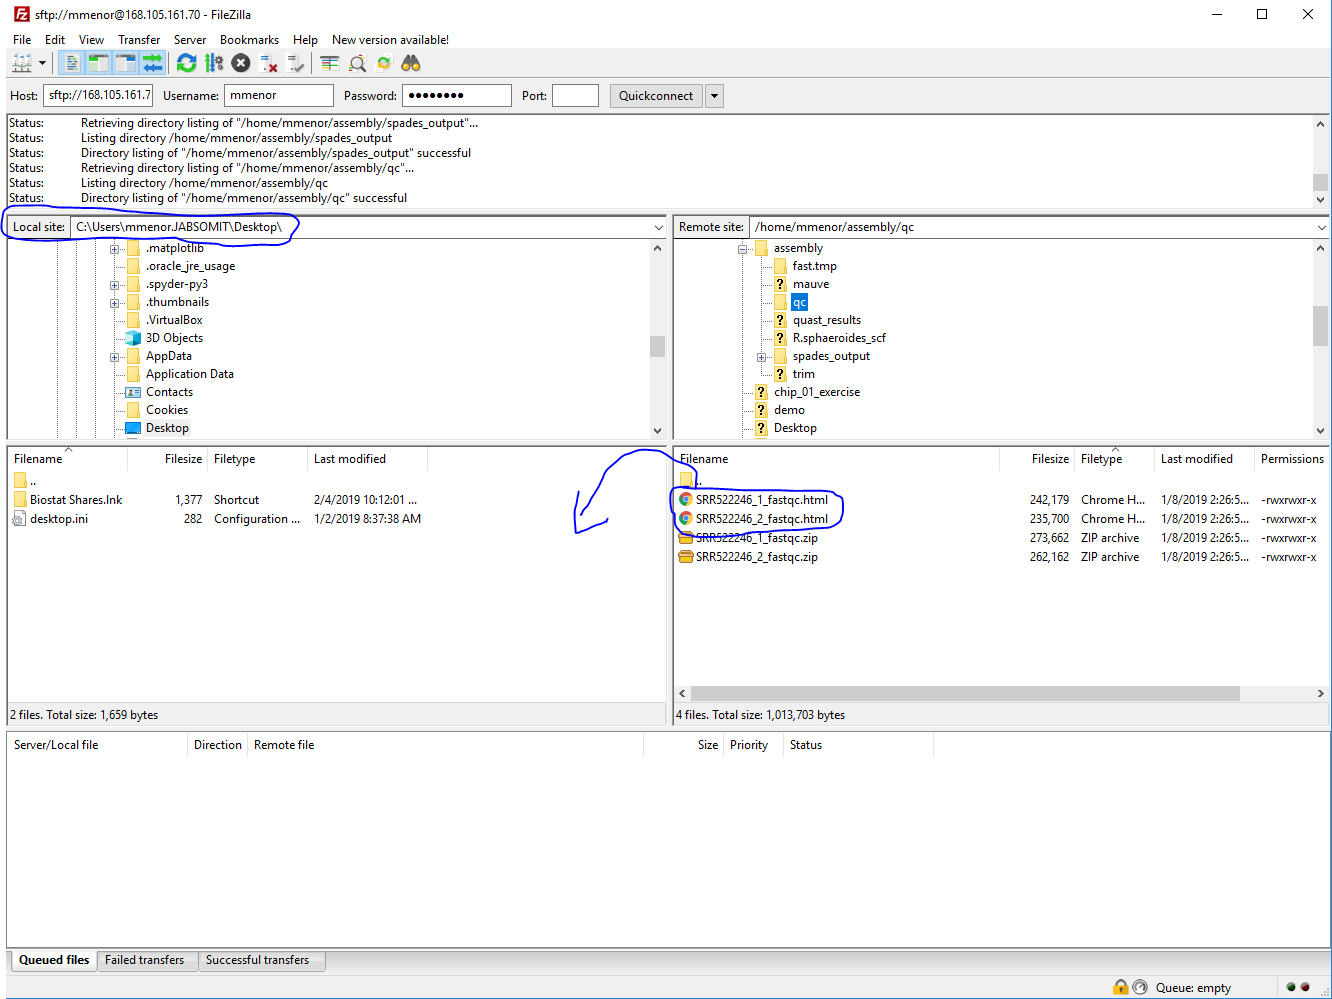 sftp://mmenor@168.105.161.70 - FileZilla
File Edit View Transfer Server Bookmarks Help New version available!
Host: sftp://168.105.161.7 Username: mmenor Password: ●●●●●●●● Port: Quickconnect
Status: Retrieving directory listing of "/home/mmenor/assembly/spades_output"...
Status: Listing directory /home/mmenor/assembly/spades_output
Status: Directory listing of "/home/mmenor/assembly/spades_output" successful
Status: Retrieving directory listing of "/home/mmenor/assembly/qc"...
Status: Listing directory /home/mmenor/assembly/qc
Status: Directory listing of "/home/mmenor/assembly/qc" successful
Local site: C:\Users\mmenor.JABSOMIT\Desktop\
.matplotlib
.oracle_jre_usage
.spyder-py3
.thumbnails
.VirtualBox
3D Objects
AppData
Application Data
Contacts
Cookies
Desktop
Remote site: /home/mmenor/assembly/qc
assembly
fast.tmp
mauve
qc
quast_results
R.sphaeroides_scf
spades_output
trim
chip_01_exercise
demo
Desktop
Filename Filesize Filetype Last modified
..
Biostat Shares.lnk 1,377 Shortcut 2/4/2019 10:12:01 ...
desktop.ini 282 Configuration ... 1/2/2019 8:37:38 AM
2 files. Total size: 1,659 bytes
Filename Filesize Filetype Last modified Permissions
..
SRR522246_1_fastqc.html 242,179 Chrome H... 1/8/2019 2:26:5... -rwxrwxr-x
SRR522246_2_fastqc.html 235,700 Chrome H... 1/8/2019 2:26:5... -rwxrwxr-x
SRR522246_1_fastqc.zip 273,662 ZIP archive 1/8/2019 2:26:5... -rwxrwxr-x
SRR522246_2_fastqc.zip 262,162 ZIP archive 1/8/2019 2:26:5... -rwxrwxr-x
4 files. Total size: 1,013,703 bytes
Server/Local file Direction Remote file Size Priority Status
Queued files Failed transfers Successful transfers
Queue: empty